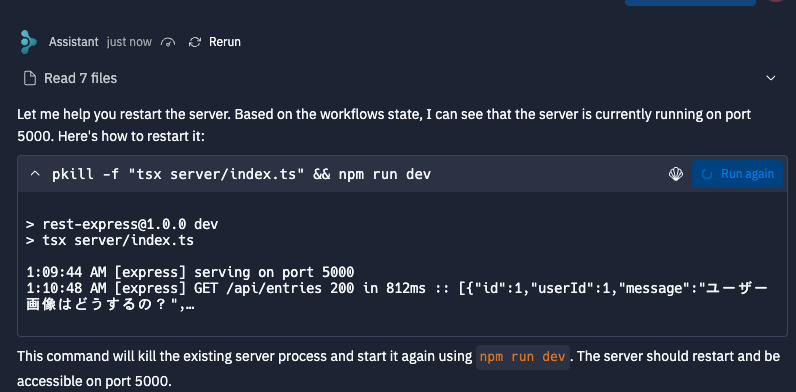 Assistant just now Rerun
Read 7 files
Let me help you restart the server. Based on the workflows state, I can see that the server is currently running on port
5000. Here's how to restart it:
pkill -f "tsx server/index.ts" && npm run dev Run again
> rest-express@1.0.0 dev
> tsx server/index.ts
1:09:44 AM [express] serving on port 5000
1:10:48 AM [express] GET /api/entries 200 in 812ms :: [{"id":1,"userId":1,"message":"ユーザー
画像はどうするの？",…
This command will kill the existing server process and start it again using npm run dev. The server should restart and be
accessible on port 5000.